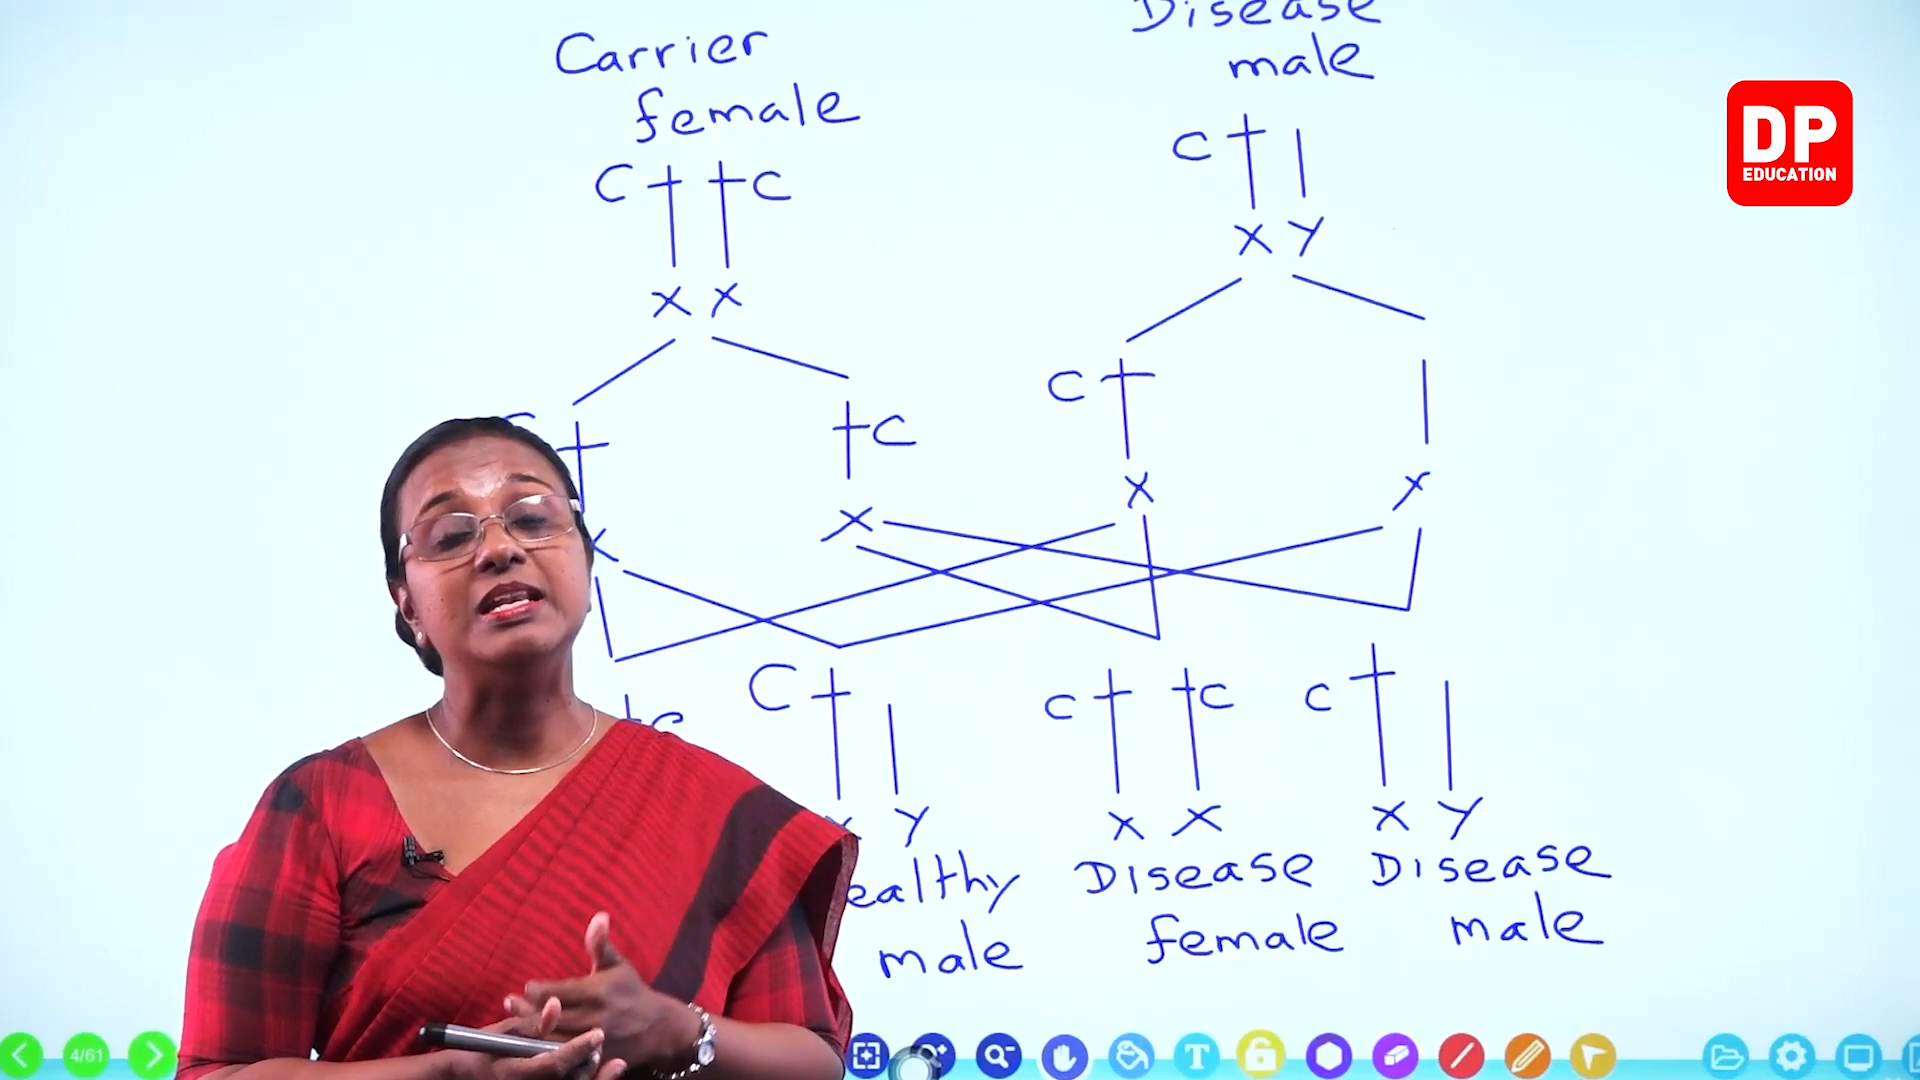 Carrier
female
Disease
male
C C
C
X X
X Y
C
C
C
X
X
X
C
C
C
C
X X
X Y
Y
ealthy
male
Disease
female
Disease
male
DP
EDUCATION
4/61
T